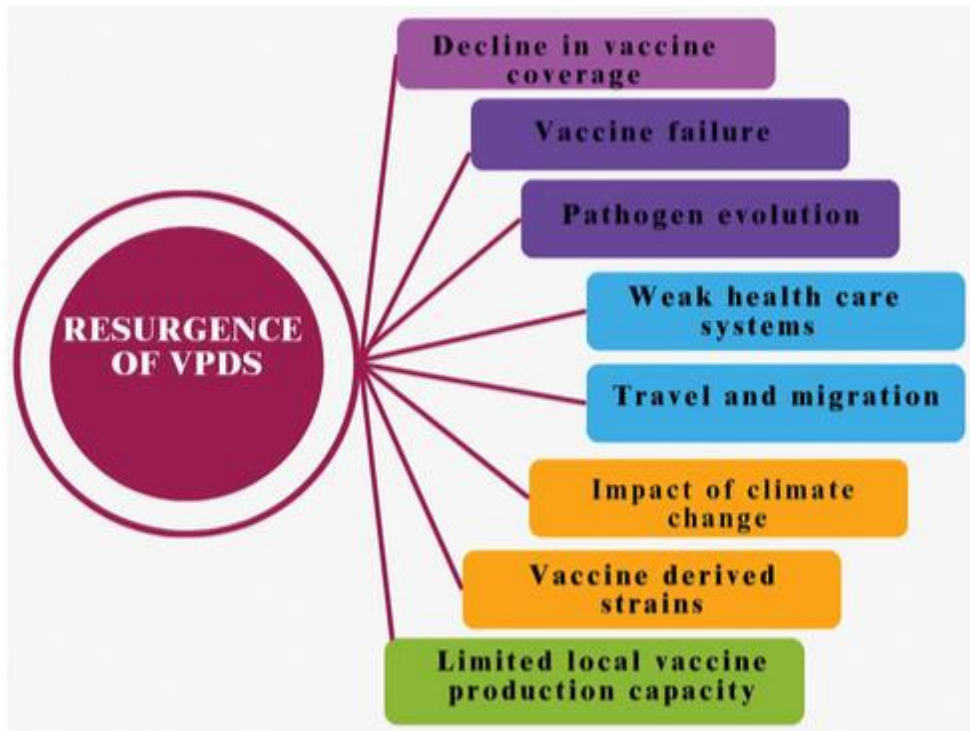 Decline in vaccine
coverage
Vaccine failure
Pathogen evolution
Weak health care
systems
RESURGENCE
OF VPDS
Travel and migration
Impact of climate
change
Vaccine derived
strains
Limited local vaccine
production capacity